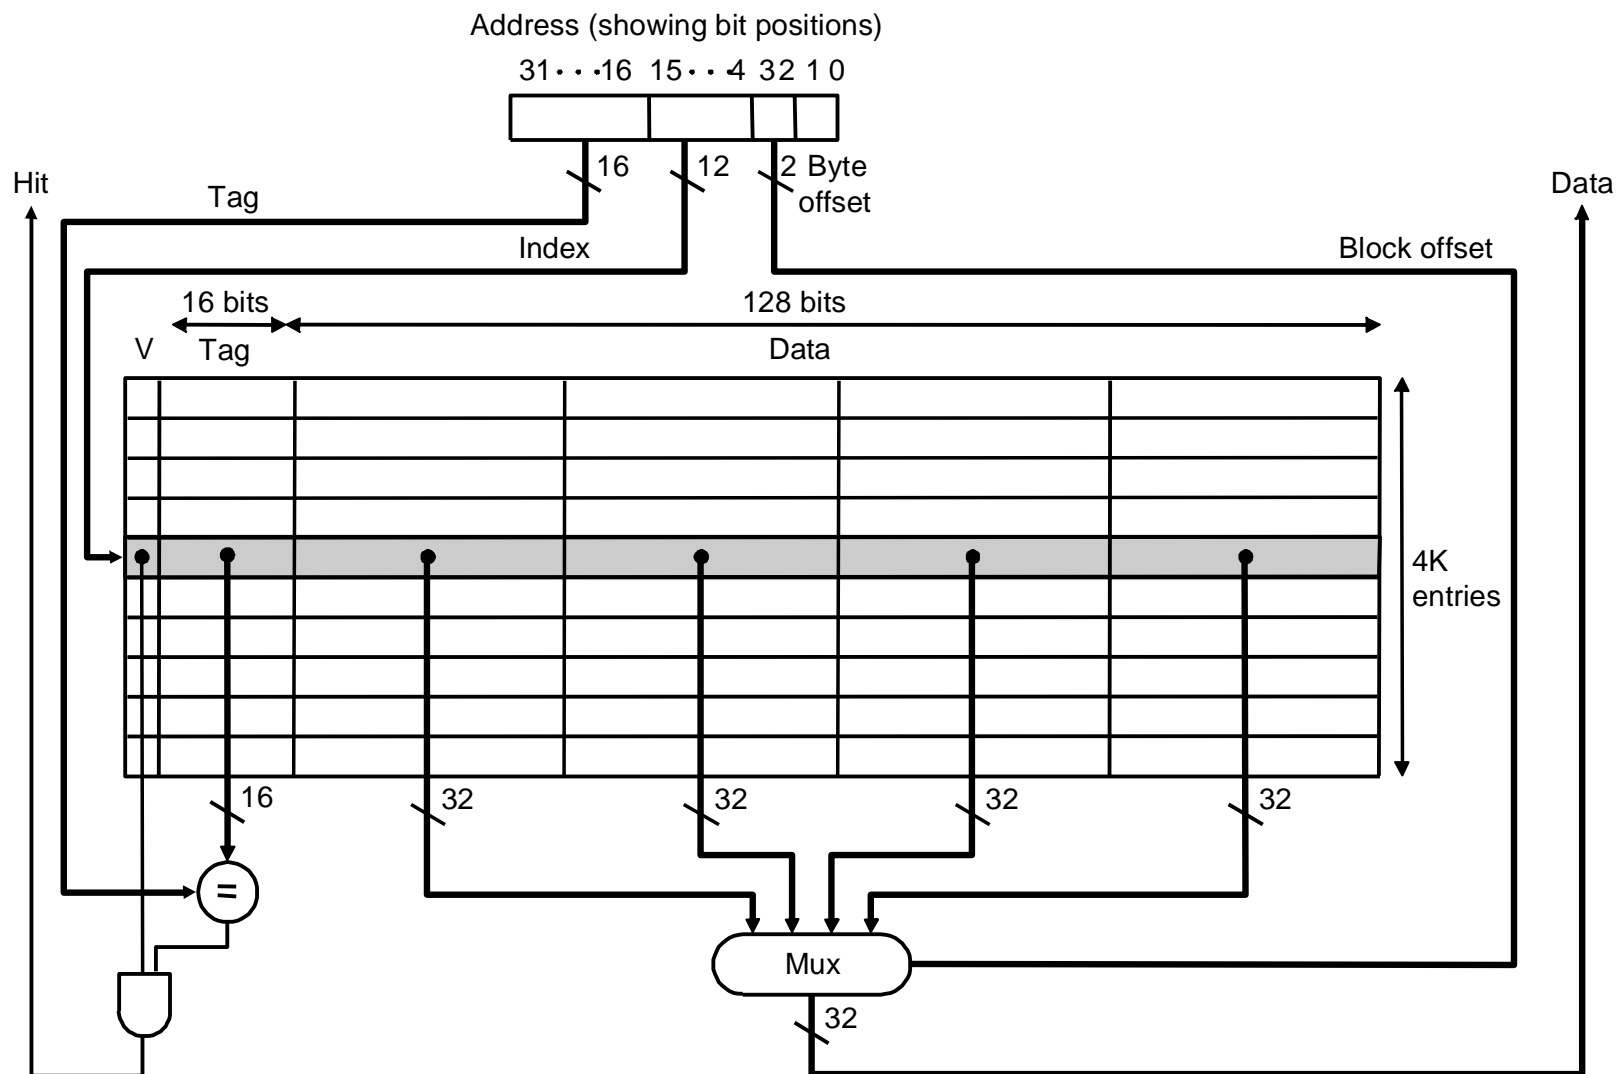 Address (showing bit positions)
31 · · · 16 15 · · · 4 3 2 1 0
16 12 2 Byte
offset
Hit
Data
Tag
Index
Block offset
16 bits 128 bits
V Tag Data
4K
entries
16 32 32 32 32
=
Mux
32